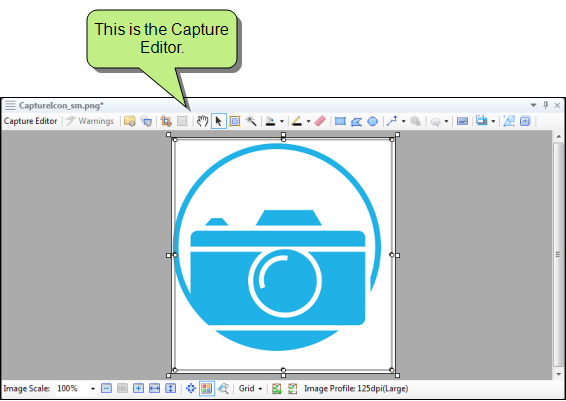 This is the Capture
Editor.
CaptureIcon_sm.png*
Capture Editor Warnings
Image Scale: 100% Grid Image Profile: 125dpi(Large)